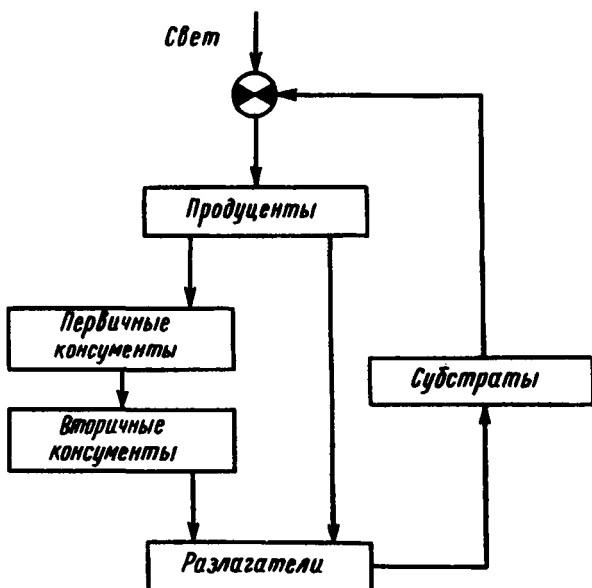 Свет
Продуценты
Первичные
консументы
Субстраты
Вторичные
консументы
Разлагатели